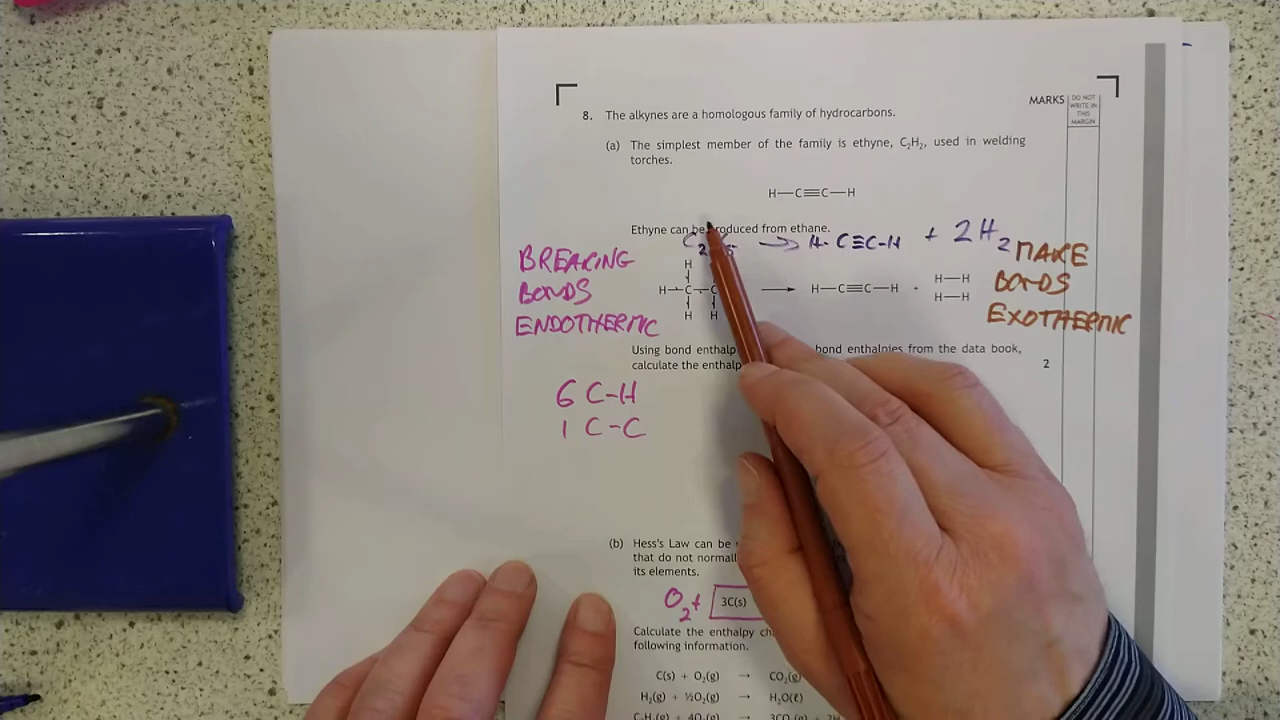 MARKS
DO NOT
WRITE IN
THIS
MARGIN
8. The alkynes are a homologous family of hydrocarbons.
(a) The simplest member of the family is ethyne, C₂H₂, used in welding
torches.
H—C≡C—H
Ethyne can be produced from ethane.
C₂ → H-C≡C-H + 2H₂
BREAKING
BONDS
ENDOTHERMIC
H
H—C—C → H—C≡C—H + H—H
H—H
H H
MAKE
BONDS
EXOTHERMIC
Using bond bond enthalpies from the data book,
calculate the 2
6 C-H
1 C-C
(b) Hess's Law can be
that do not
its elements.
O₂+ 3C(s)
Calculate the enthalpy
following information.
C(s) + O₂(g) → CO₂(g)
H₂(g) + ½O₂(g) → H₂O(ℓ)
4O₂(g) →